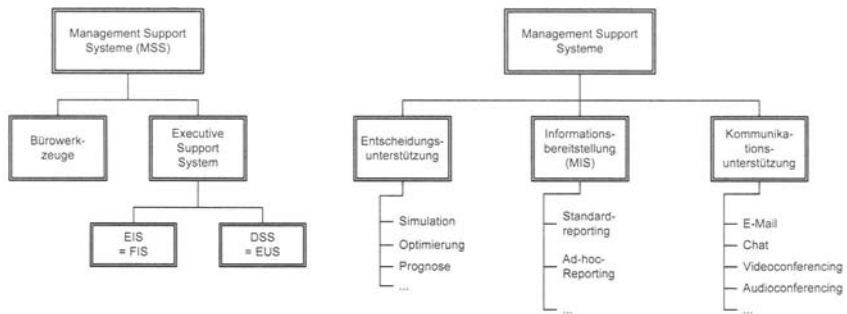 Management Support
Systeme (MSS)
Bürowerk-
zeuge
Executive
Support
System
EIS
= FIS
DSS
= EUS
Management Support
Systeme
Entscheidungs-
unterstützung
Simulation
Optimierung
Prognose
...
Informations-
bereitstellung
(MIS)
Standard-
reporting
Ad-hoc-
Reporting
...
Kommunika-
tions-
unterstützung
E-Mail
Chat
Videoconferencing
Audioconferencing
...